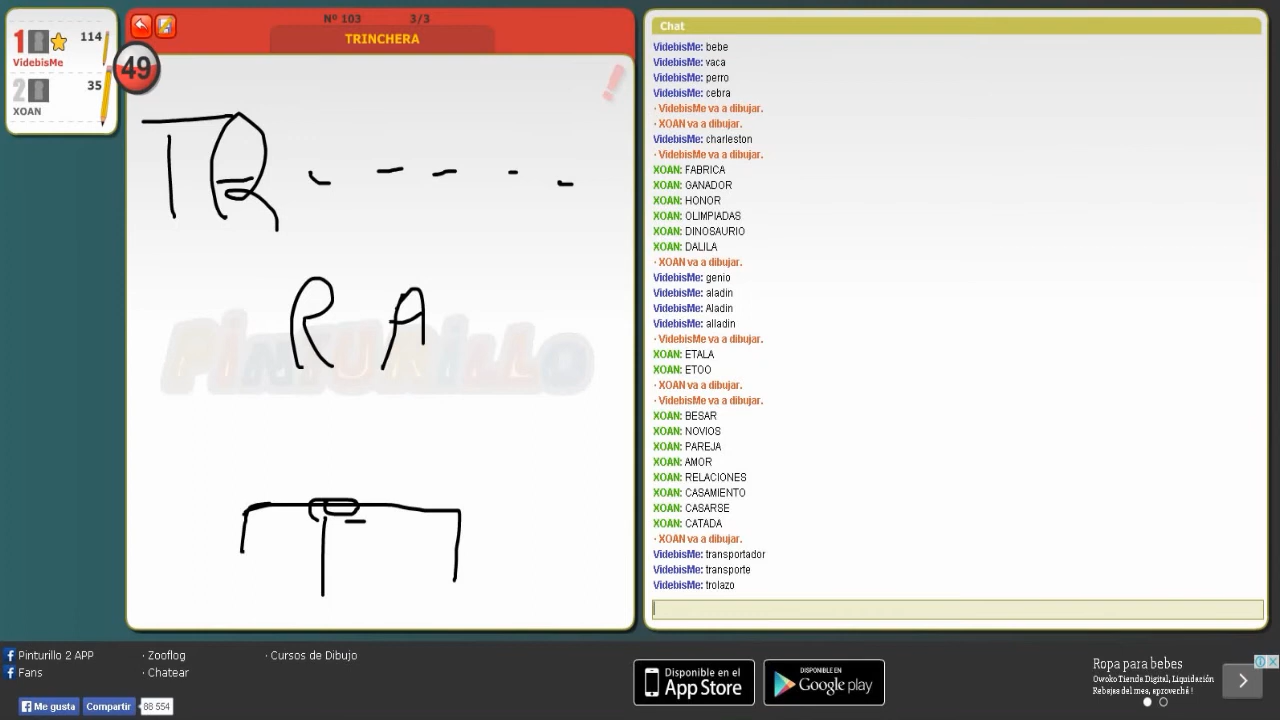 Nº 103 3/3
TRINCHERA
1 114
VidebisMe
49
2 35
XOAN
TR
R A
PINTURILLO
Chat
VidebisMe: bebe
VidebisMe: vaca
VidebisMe: perro
VidebisMe: cebra
· VidebisMe va a dibujar.
· XOAN va a dibujar.
VidebisMe: charleston
· VidebisMe va a dibujar.
XOAN: FABRICA
XOAN: GANADOR
XOAN: HONOR
XOAN: OLIMPIADAS
XOAN: DINOSAURIO
XOAN: DALILA
· XOAN va a dibujar.
VidebisMe: genio
VidebisMe: aladin
VidebisMe: Aladin
VidebisMe: alladin
· VidebisMe va a dibujar.
XOAN: ETALA
XOAN: ETOO
· XOAN va a dibujar.
· VidebisMe va a dibujar.
XOAN: BESAR
XOAN: NOVIOS
XOAN: PAREJA
XOAN: AMOR
XOAN: RELACIONES
XOAN: CASAMIENTO
XOAN: CASARSE
XOAN: CATADA
· XOAN va a dibujar.
VidebisMe: transportador
VidebisMe: transporte
VidebisMe: trolazo
Pinturillo 2 APP · Zooflog · Cursos de Dibujo
Fans · Chatear
Me gusta Compartir 88 554
Disponible en el
App Store
DISPONIBLE EN
Google play
Ropa para bebes
Owoko Tienda Digital, Liquidación
Rebajas del mes, aprovechá !